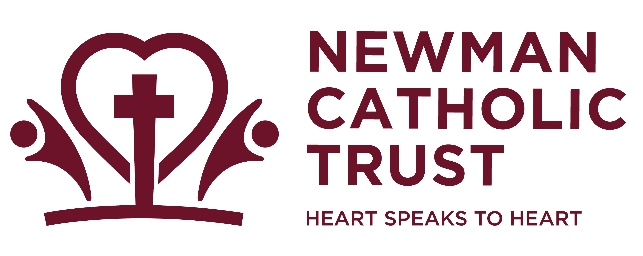 NEWMAN
CATHOLIC
TRUST
HEART SPEAKS TO HEART